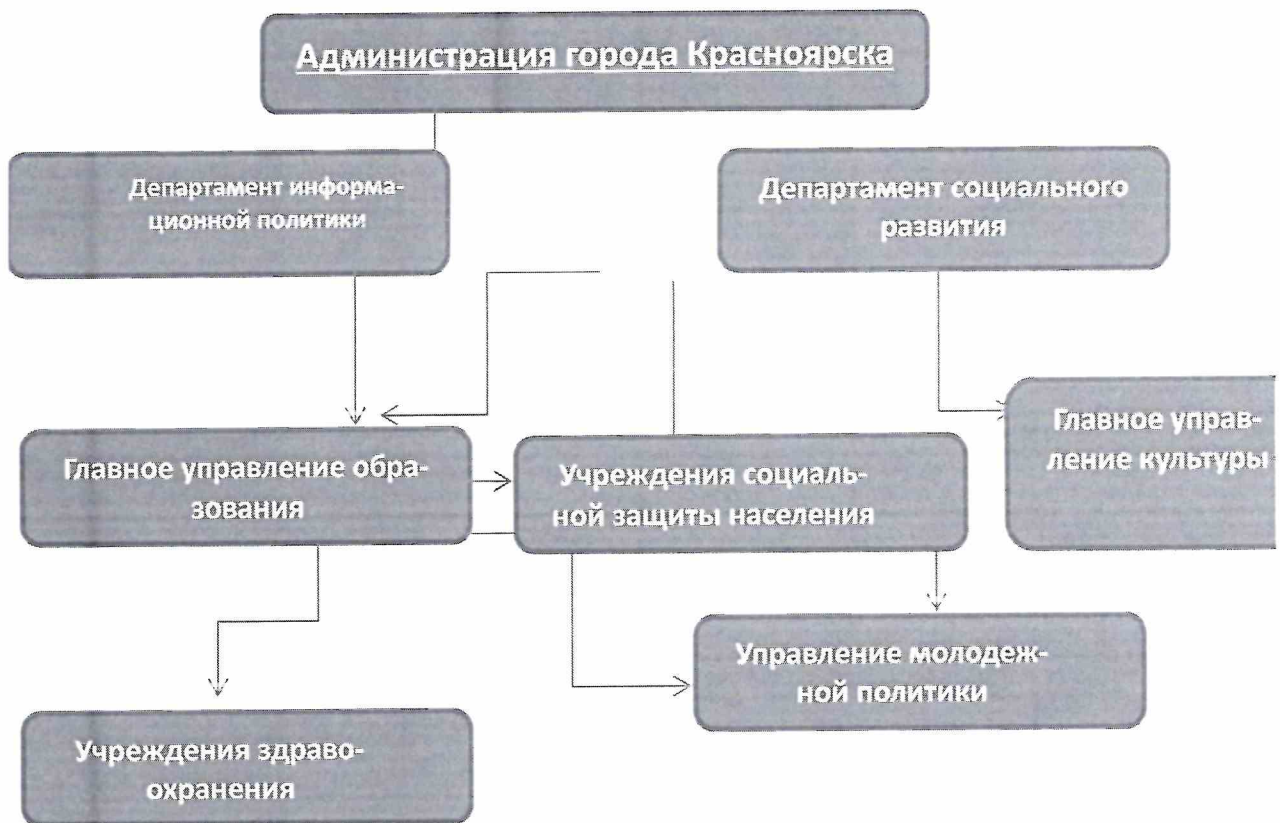 Администрация города Красноярска
Департамент информа-
ционной политики
Департамент социального
развития
Главное управление обра-
зования
Учреждения социаль-
ной защиты населения
Главное управ-
ление культуры
Управление молодеж-
ной политики
Учреждения здраво-
охранения